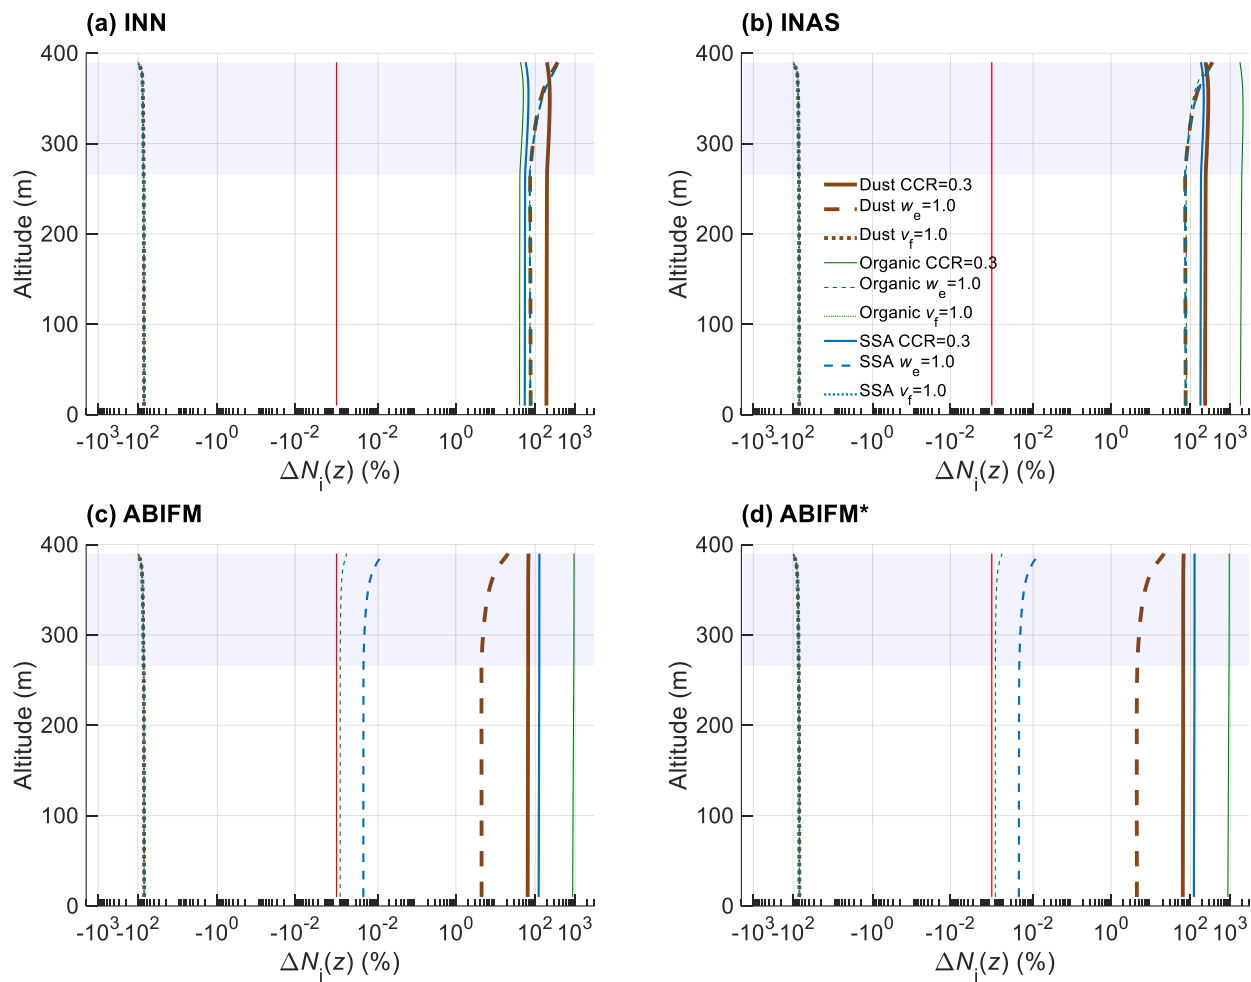 (a) INN
400
300
200
100
0
Altitude (m)
-10³ -10² -10⁰ -10⁻² 10⁻² 10⁰ 10² 10³
ΔNᵢ(z) (%)
(b) INAS
400
300
200
100
0
Altitude (m)
Dust CCR=0.3
Dust wₑ=1.0
Dust v_f=1.0
Organic CCR=0.3
Organic wₑ=1.0
Organic v_f=1.0
SSA CCR=0.3
SSA wₑ=1.0
SSA v_f=1.0
-10³ -10² -10⁰ -10⁻² 10⁻² 10⁰ 10² 10³
ΔNᵢ(z) (%)
(c) ABIFM
400
300
200
100
0
Altitude (m)
-10³ -10² -10⁰ -10⁻² 10⁻² 10⁰ 10² 10³
ΔNᵢ(z) (%)
(d) ABIFM*
400
300
200
100
0
Altitude (m)
-10³ -10² -10⁰ -10⁻² 10⁻² 10⁰ 10² 10³
ΔNᵢ(z) (%)